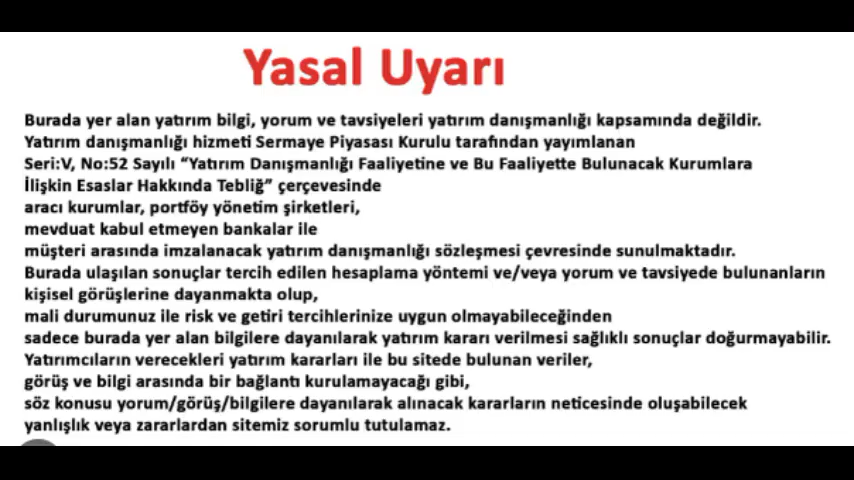 Yasal Uyarı
Burada yer alan yatırım bilgi, yorum ve tavsiyeleri yatırım danışmanlığı kapsamında değildir.
Yatırım danışmanlığı hizmeti Sermaye Piyasası Kurulu tarafından yayımlanan
Seri:V, No:52 Sayılı “Yatırım Danışmanlığı Faaliyetine ve Bu Faaliyette Bulunacak Kurumlara
İlişkin Esaslar Hakkında Tebliğ” çerçevesinde
aracı kurumlar, portföy yönetim şirketleri,
mevduat kabul etmeyen bankalar ile
müşteri arasında imzalanacak yatırım danışmanlığı sözleşmesi çevresinde sunulmaktadır.
Burada ulaşılan sonuçlar tercih edilen hesaplama yöntemi ve/veya yorum ve tavsiyede bulunanların
kişisel görüşlerine dayanmakta olup,
mali durumunuz ile risk ve getiri tercihlerinize uygun olmayabileceğinden
sadece burada yer alan bilgilere dayanılarak yatırım kararı verilmesi sağlıklı sonuçlar doğurmayabilir.
Yatırımcıların verecekleri yatırım kararları ile bu sitede bulunan veriler,
görüş ve bilgi arasında bir bağlantı kurulamayacağı gibi,
söz konusu yorum/görüş/bilgilere dayanılarak alınacak kararların neticesinde oluşabilecek
yanlışlık veya zararlardan sitemiz sorumlu tutulamaz.